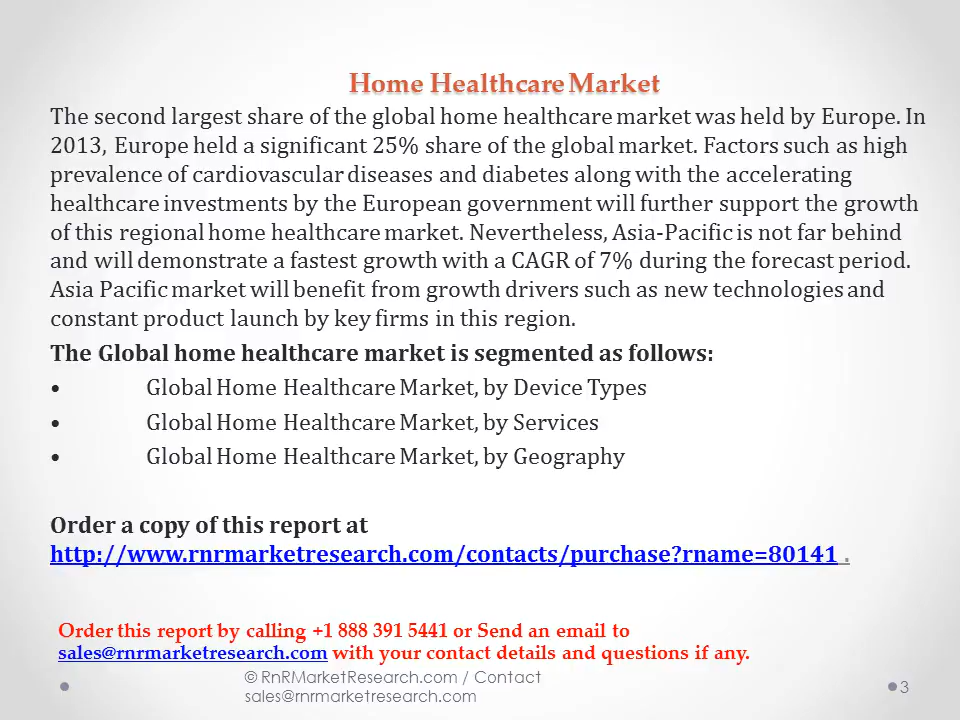 Home Healthcare Market
The second largest share of the global home healthcare market was held by Europe. In
2013, Europe held a significant 25% share of the global market. Factors such as high
prevalence of cardiovascular diseases and diabetes along with the accelerating
healthcare investments by the European government will further support the growth
of this regional home healthcare market. Nevertheless, Asia-Pacific is not far behind
and will demonstrate a fastest growth with a CAGR of 7% during the forecast period.
Asia Pacific market will benefit from growth drivers such as new technologies and
constant product launch by key firms in this region.
The Global home healthcare market is segmented as follows:
• Global Home Healthcare Market, by Device Types
• Global Home Healthcare Market, by Services
• Global Home Healthcare Market, by Geography
Order a copy of this report at
http://www.rnrmarketresearch.com/contacts/purchase?rname=80141 .
Order this report by calling +1 888 391 5441 or Send an email to
sales@rnrmarketresearch.com with your contact details and questions if any.
© RnRMarketResearch.com / Contact
sales@rnrmarketresearch.com
3